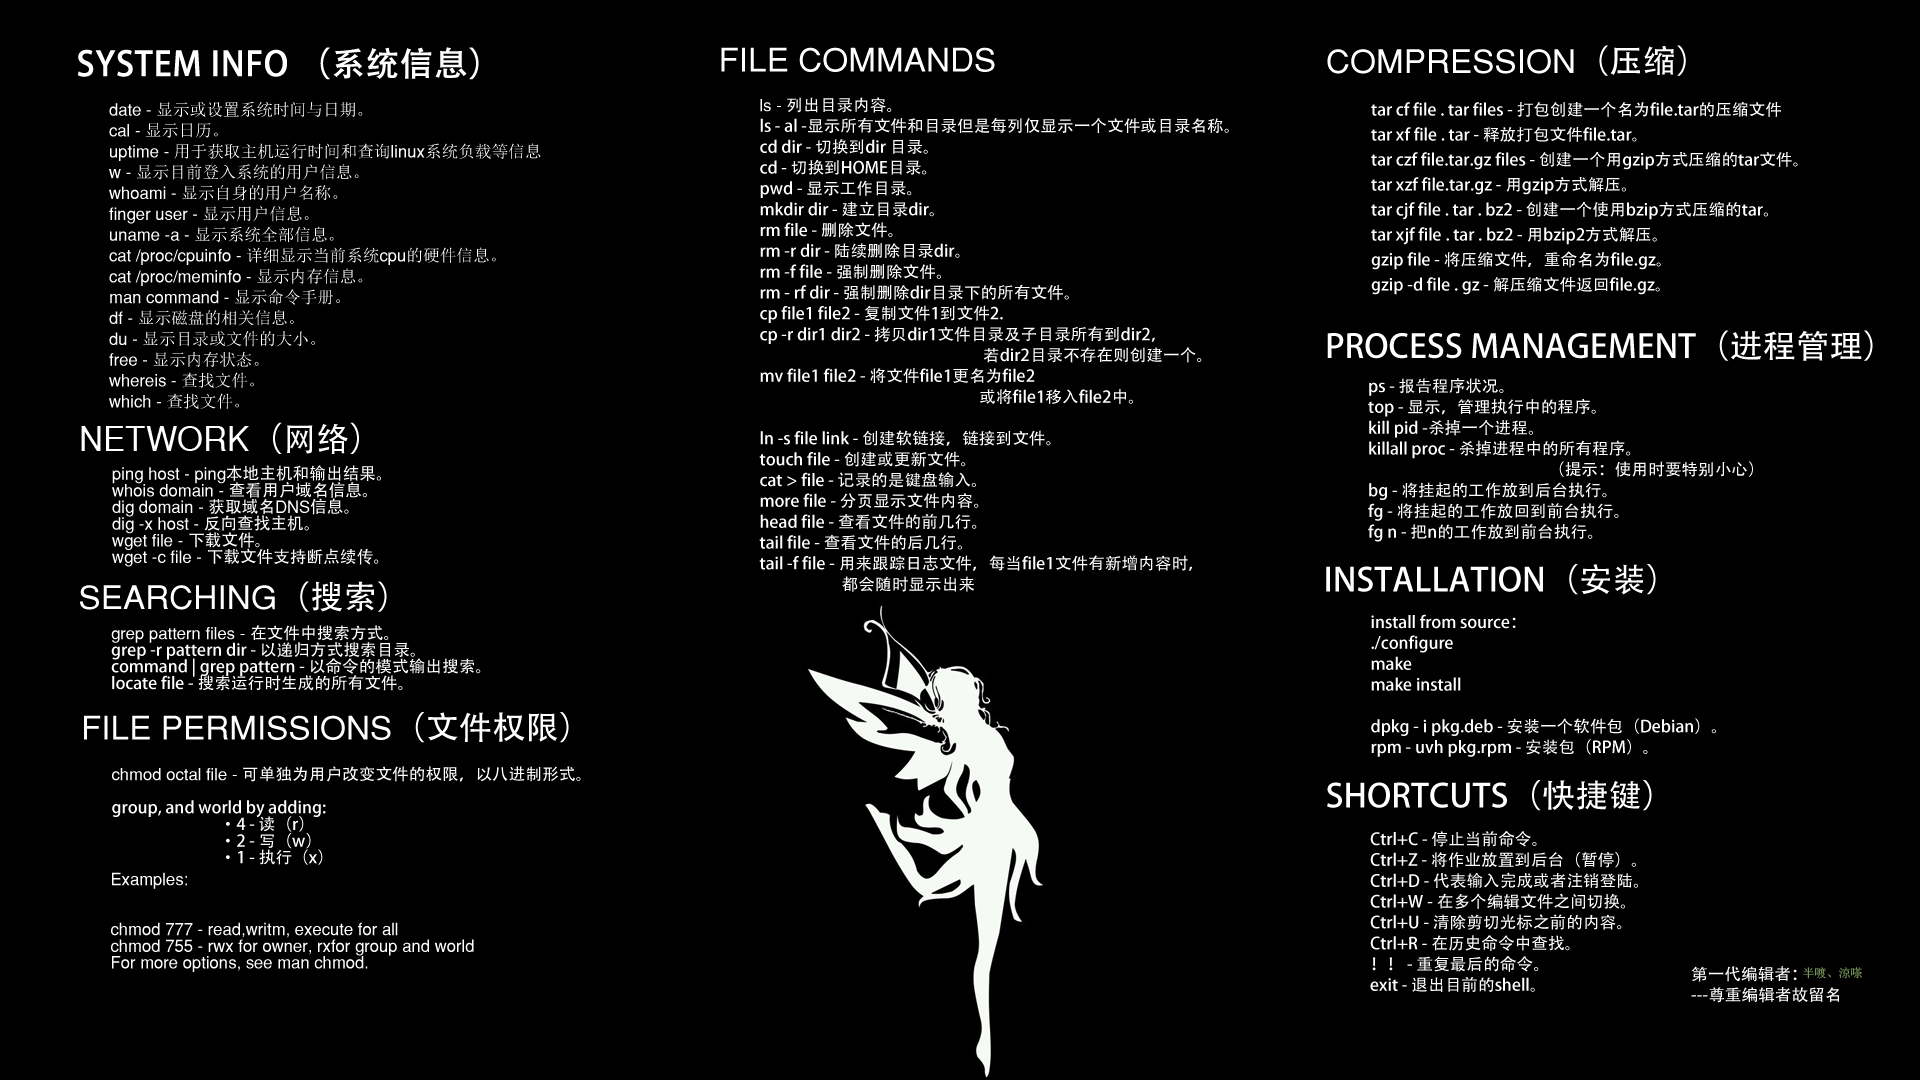 SYSTEM INFO （系统信息）
date - 显示或设置系统时间与日期。
cal - 显示日历。
uptime - 用于获取主机运行时间和查询linux系统负载等信息
w - 显示目前登入系统的用户信息。
whoami - 显示自身的用户名称。
finger user - 显示用户信息。
uname -a - 显示系统全部信息。
cat /proc/cpuinfo - 详细显示当前系统cpu的硬件信息。
cat /proc/meminfo - 显示内存信息。
man command - 显示命令手册。
df - 显示磁盘的相关信息。
du - 显示目录或文件的大小。
free - 显示内存状态。
whereis - 查找文件。
which - 查找文件。
NETWORK（网络）
ping host - ping本地主机和输出结果。
whois domain - 查看用户域名信息。
dig domain - 获取域名DNS信息。
dig -x host - 反向查找主机。
wget file - 下载文件。
wget -c file - 下载文件支持断点续传。
SEARCHING（搜索）
grep pattern files - 在文件中搜索方式。
grep -r pattern dir - 以递归方式搜索目录。
command | grep pattern - 以命令的模式输出搜索。
locate file - 搜索运行时生成的所有文件。
FILE PERMISSIONS（文件权限）
chmod octal file - 可单独为用户改变文件的权限，以八进制形式。
group, and world by adding:
• 4 - 读（r）
• 2 - 写（w）
• 1 - 执行（x）
Examples:
chmod 777 - read,writm, execute for all
chmod 755 - rwx for owner, rxfor group and world
For more options, see man chmod.
FILE COMMANDS
ls - 列出目录内容。
ls - al -显示所有文件和目录但是每列仅显示一个文件或目录名称。
cd dir - 切换到dir 目录。
cd - 切换到HOME目录。
pwd - 显示工作目录。
mkdir dir - 建立目录dir。
rm file - 删除文件。
rm -r dir - 陆续删除目录dir。
rm -f file - 强制删除文件。
rm - rf dir - 强制删除dir目录下的所有文件。
cp file1 file2 - 复制文件1到文件2.
cp -r dir1 dir2 - 拷贝dir1文件目录及子目录所有到dir2,
若dir2目录不存在则创建一个。
mv file1 file2 - 将文件file1更名为file2
或将file1移入file2中。
ln -s file link - 创建软链接，链接到文件。
touch file - 创建或更新文件。
cat > file - 记录的是键盘输入。
more file - 分页显示文件内容。
head file - 查看文件的前几行。
tail file - 查看文件的后几行。
tail -f file - 用来跟踪日志文件，每当file1文件有新增内容时,
都会随时显示出来
COMPRESSION（压缩）
tar cf file . tar files - 打包创建一个名为file.tar的压缩文件
tar xf file . tar - 释放打包文件file.tar。
tar czf file.tar.gz files - 创建一个用gzip方式压缩的tar文件。
tar xzf file.tar.gz - 用gzip方式解压。
tar cjf file . tar . bz2 - 创建一个使用bzip方式压缩的tar。
tar xjf file . tar . bz2 - 用bzip2方式解压。
gzip file - 将压缩文件，重命名为file.gz。
gzip -d file . gz - 解压缩文件返回file.gz。
PROCESS MANAGEMENT（进程管理）
ps - 报告程序状况。
top - 显示，管理执行中的程序。
kill pid -杀掉一个进程。
killall proc - 杀掉进程中的所有程序。
（提示：使用时要特别小心）
bg - 将挂起的工作放到后台执行。
fg - 将挂起的工作放回到前台执行。
fg n - 把n的工作放到前台执行。
INSTALLATION（安装）
install from source：
./configure
make
make install
dpkg - i pkg.deb - 安装一个软件包（Debian）。
rpm - uvh pkg.rpm - 安装包（RPM）。
SHORTCUTS（快捷键）
Ctrl+C - 停止当前命令。
Ctrl+Z - 将作业放置到后台（暂停）。
Ctrl+D - 代表输入完成或者注销登陆。
Ctrl+W - 在多个编辑文件之间切换。
Ctrl+U - 清除剪切光标之前的内容。
Ctrl+R - 在历史命令中查找。
！！ - 重复最后的命令。
exit - 退出目前的shell。
第一代编辑者：
---尊重编辑者故留名